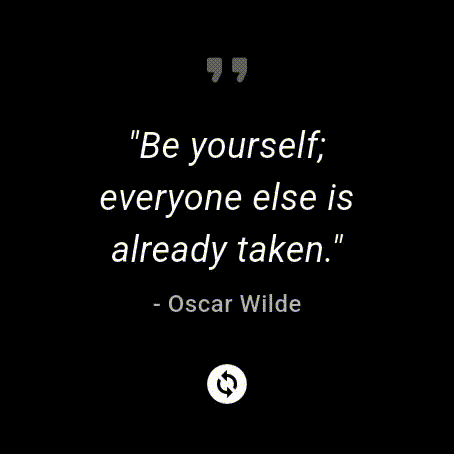 "Be yourself;
everyone else is
already taken."
- Oscar Wilde